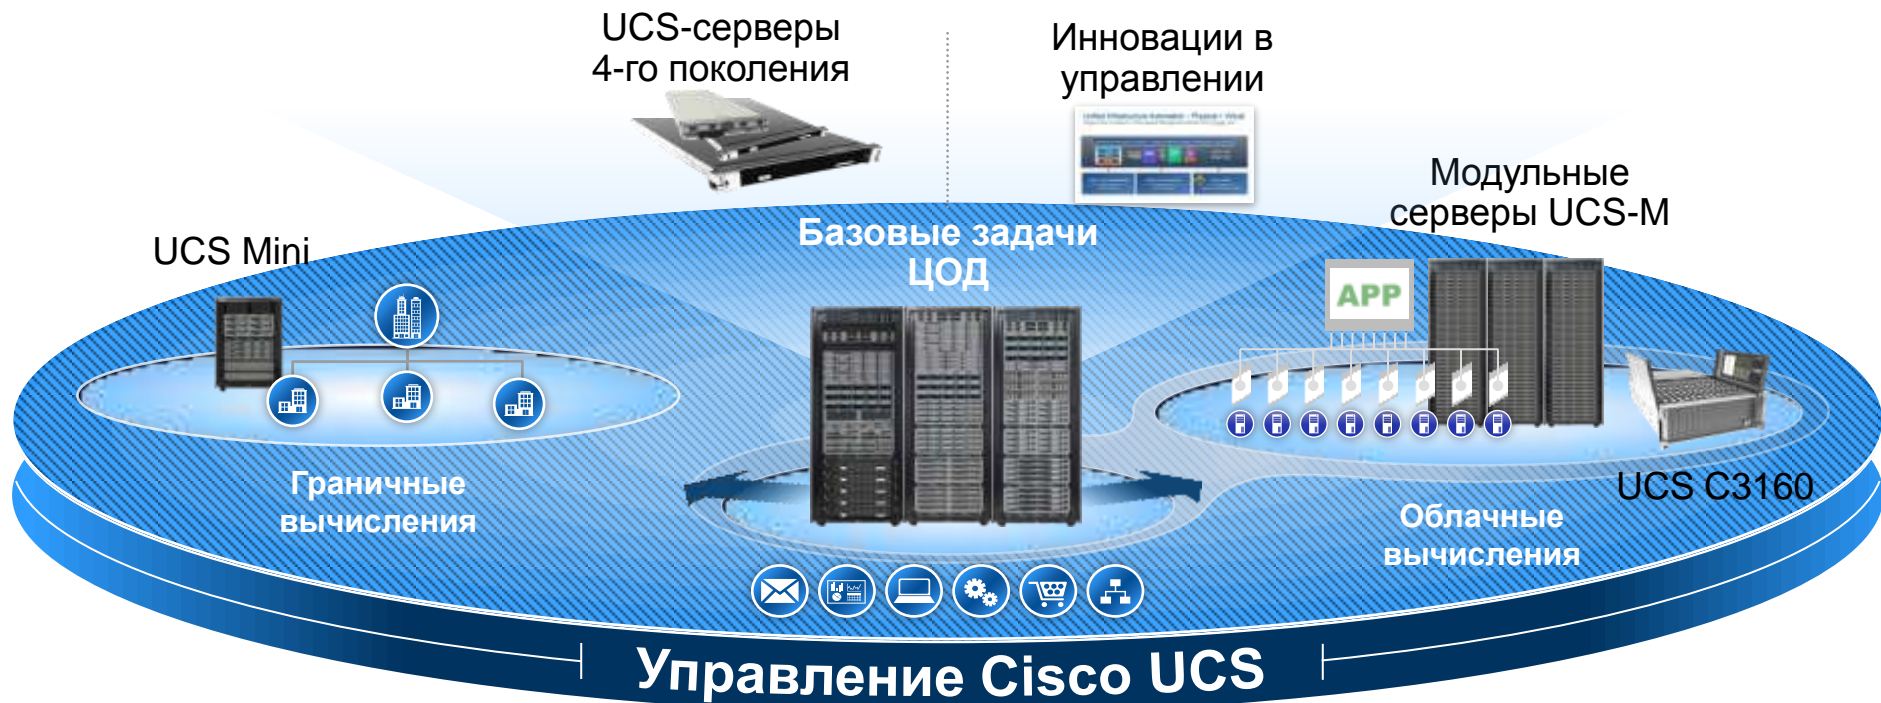 UCS-серверы
4-го поколения
Инновации в
управлении
Модульные
серверы UCS-M
UCS Mini
Базовые задачи
ЦОД
APP
Граничные
вычисления
UCS C3160
Облачные
вычисления
Управление Cisco UCS